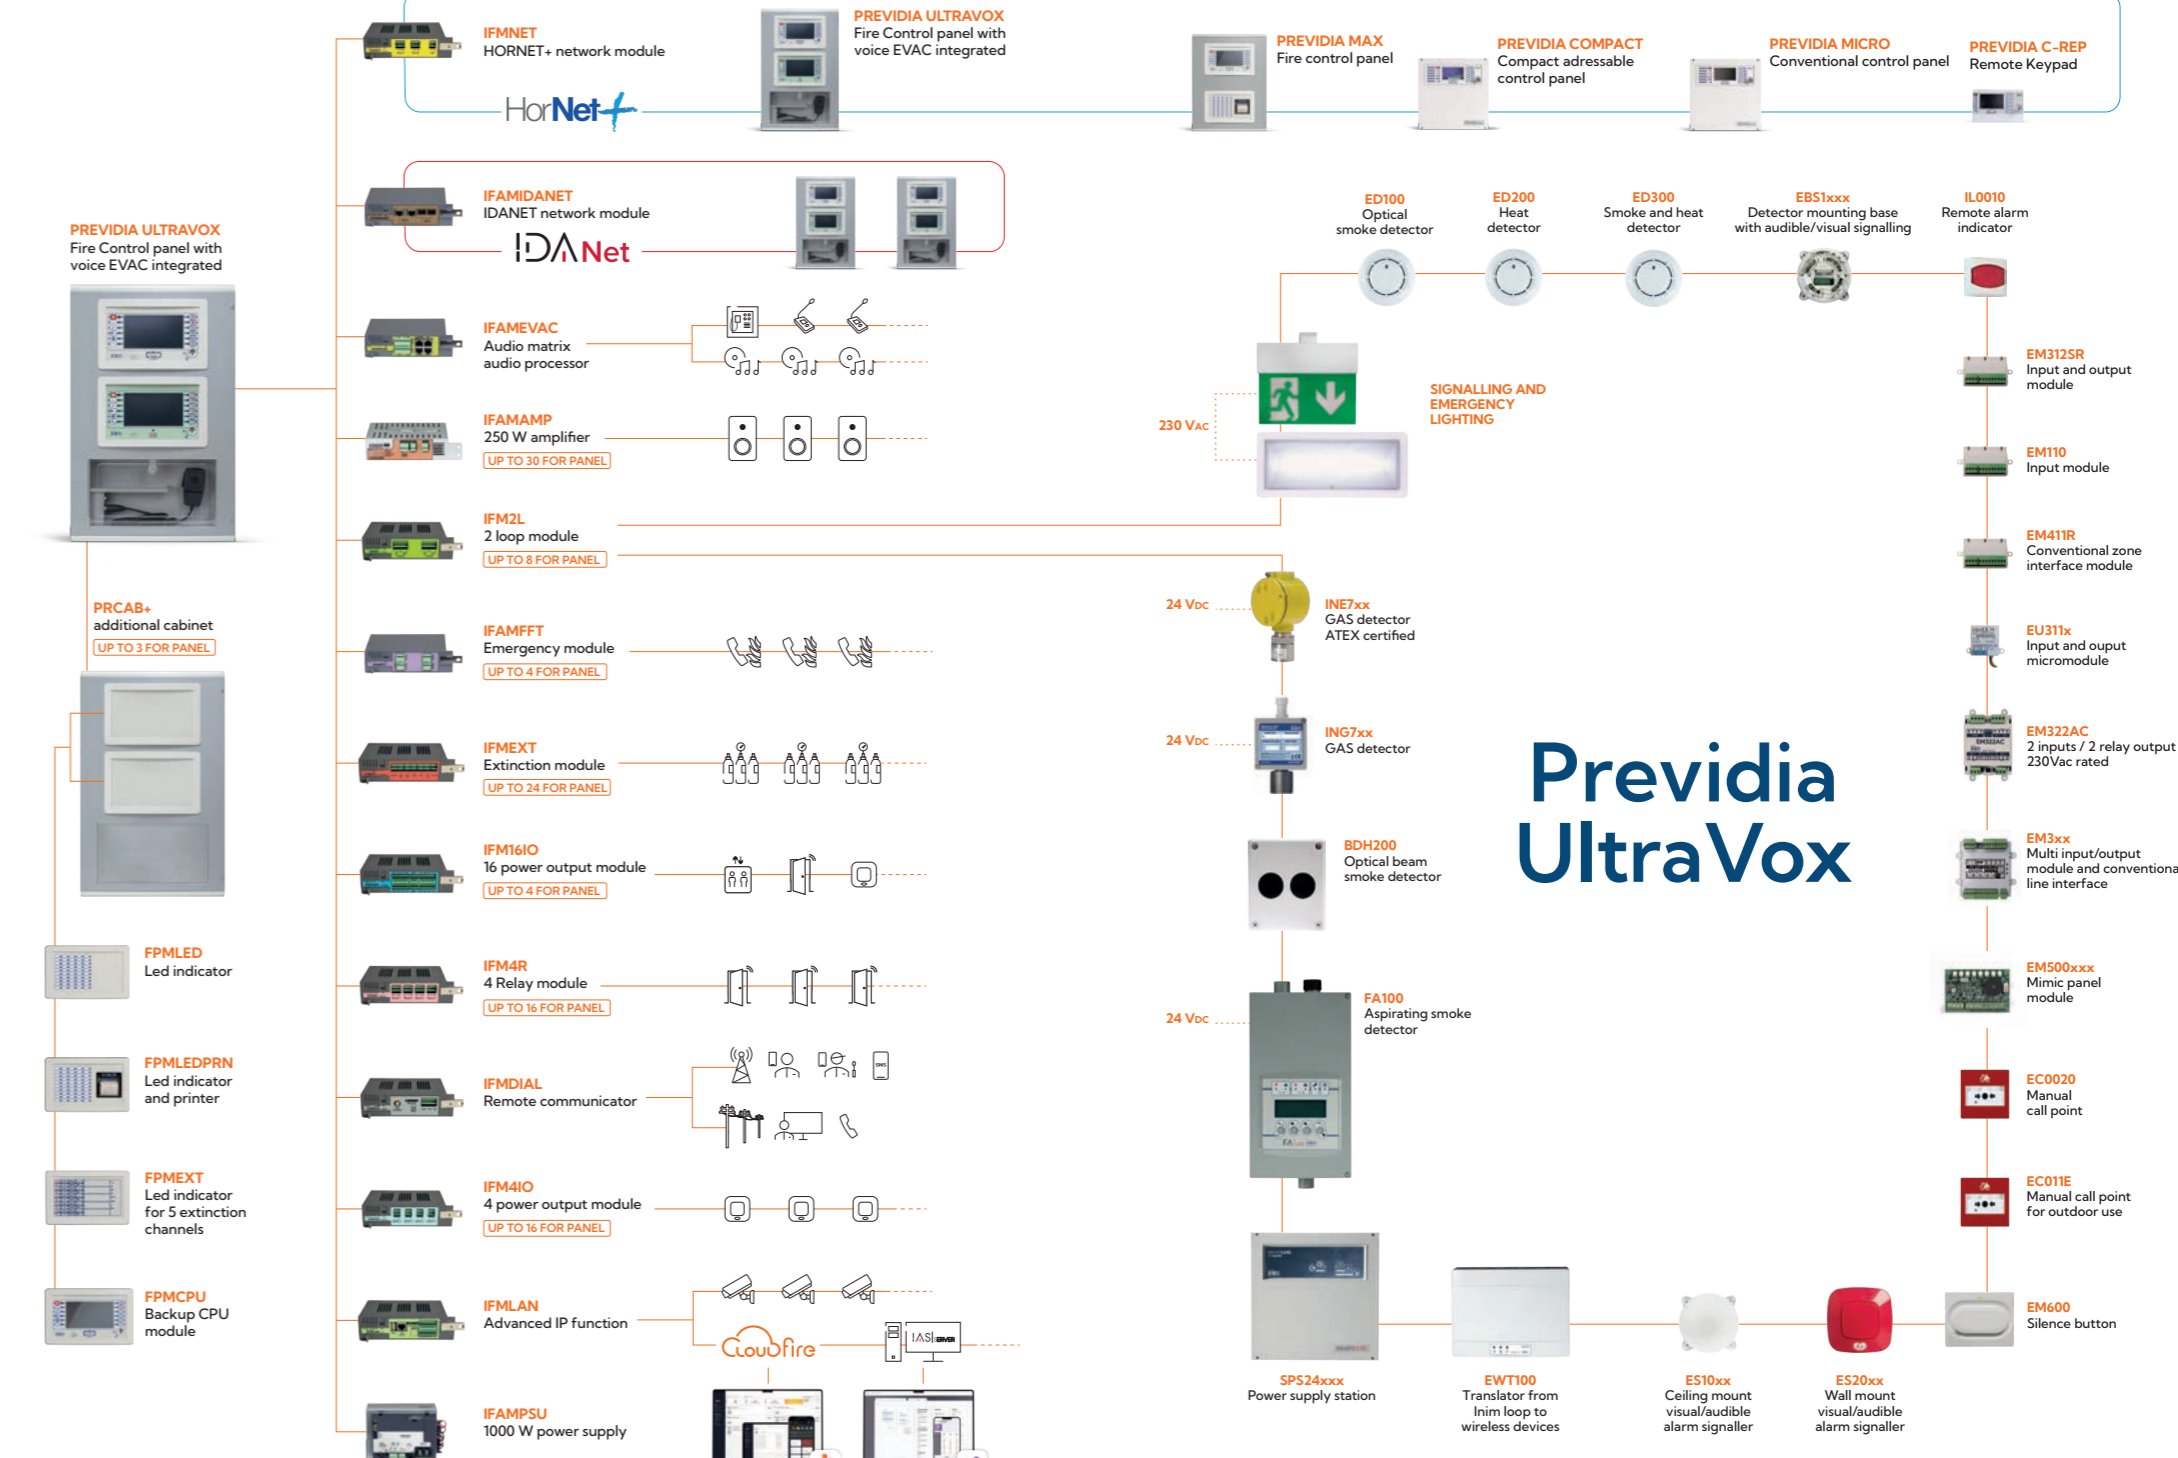 IFMNET
HORNET+ network module
HorNet+
PREVIDIA ULTRAVOX
Fire Control panel with
voice EVAC integrated
PREVIDIA MAX
Fire control panel
PREVIDIA COMPACT
Compact adressable
control panel
PREVIDIA MICRO
Conventional control panel
PREVIDIA C-REP
Remote Keypad
IFAMIDANET
IDANET network module
IDANet
PREVIDIA ULTRAVOX
Fire Control panel with
voice EVAC integrated
PRCAB+
additional cabinet
UP TO 3 FOR PANEL
FPMLED
Led indicator
FPMLEDPRN
Led indicator
and printer
FPMEXT
Led indicator
for 5 extinction
channels
FPMCPU
Backup CPU
module
IFAMEVAC
Audio matrix
audio processor
IFAMAMP
250 W amplifier
UP TO 30 FOR PANEL
IFM2L
2 loop module
UP TO 8 FOR PANEL
IFAMFFT
Emergency module
UP TO 4 FOR PANEL
IFMEXT
Extinction module
UP TO 24 FOR PANEL
IFM16IO
16 power output module
UP TO 4 FOR PANEL
IFM4R
4 Relay module
UP TO 16 FOR PANEL
IFMDIAL
Remote communicator
SMS
IFM4IO
4 power output module
UP TO 16 FOR PANEL
IFMLAN
Advanced IP function
Cloudfire
IAS SERVER
IFAMPSU
1000 W power supply
ED100
Optical
smoke detector
ED200
Heat
detector
ED300
Smoke and heat
detector
EBS1xxx
Detector mounting base
with audible/visual signalling
IL0010
Remote alarm
indicator
230 VAC
SIGNALLING AND
EMERGENCY
LIGHTING
24 VDC
INE7xx
GAS detector
ATEX certified
24 VDC
ING7xx
GAS detector
BDH200
Optical beam
smoke detector
24 VDC
FA100
Aspirating smoke
detector
Previdia
UltraVox
EM312SR
Input and output
module
EM110
Input module
EM411R
Conventional zone
interface module
EU311x
Input and ouput
micromodule
EM322AC
EM322AC
2 inputs / 2 relay output
230Vac rated
EM3xx
Multi input/output
module and conventiona
line interface
EM500xxx
Mimic panel
module
EC0020
Manual
call point
EC011E
Manual call point
for outdoor use
EM600
Silence button
SPS24xxx
Power supply station
EWT100
Translator from
Inim loop to
wireless devices
ES10xx
Ceiling mount
visual/audible
alarm signaller
ES20xx
Wall mount
visual/audible
alarm signaller